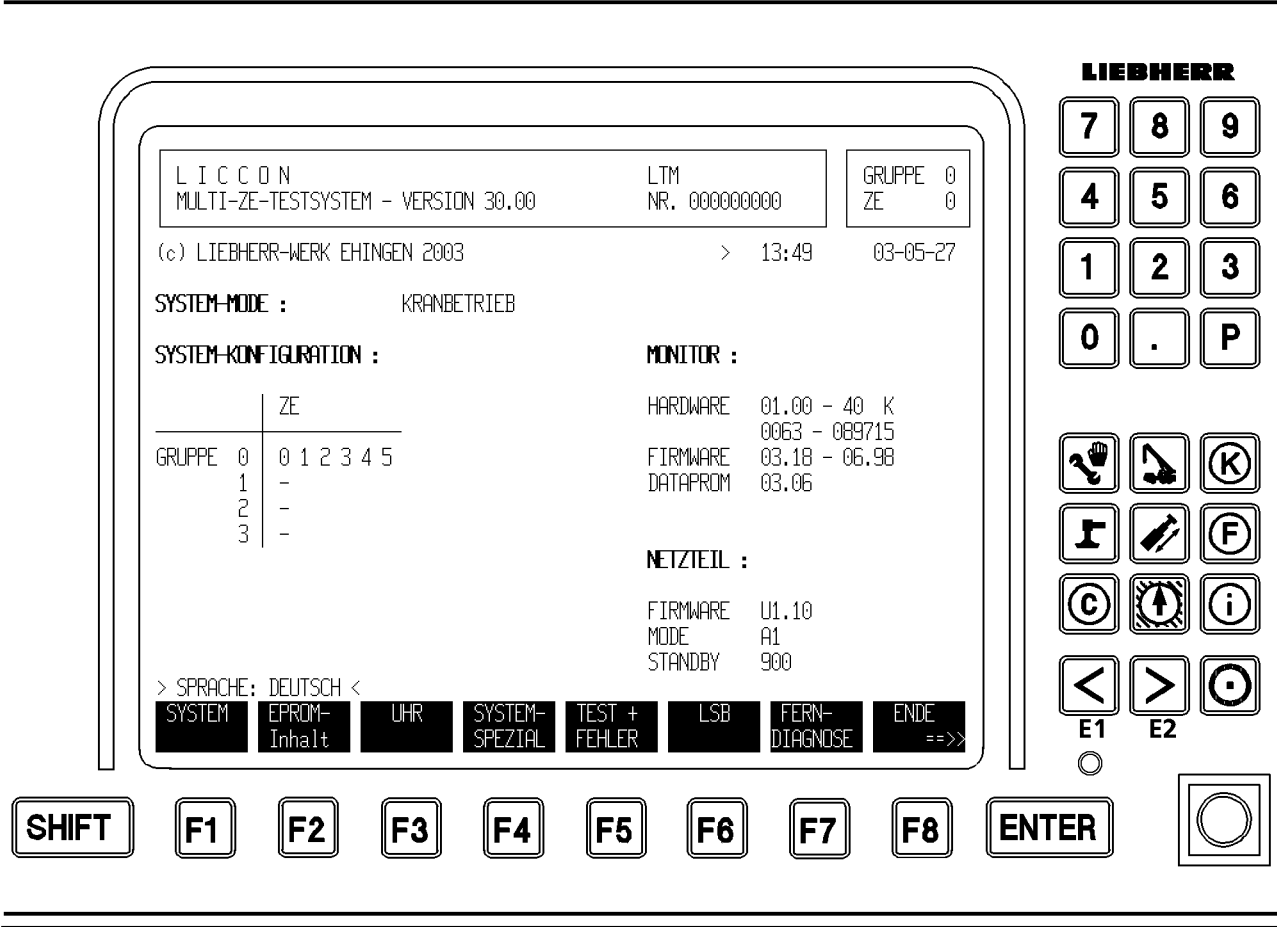 LIEBHERR
7 8 9
4 5 6
1 2 3
0 . P
K
F
C i
< > 
E1 E2
L I C C O N LTM GRUPPE 0
MULTI-ZE-TESTSYSTEM - VERSION 30.00 NR. 000000000 ZE 0
(c) LIEBHERR-WERK EHINGEN 2003 > 13:49 03-05-27
SYSTEM-MODE : KRANBETRIEB
SYSTEM-KONFIGURATION : MONITOR :
ZE HARDWARE 01.00 - 40 K
0063 - 089715
GRUPPE 0 0 1 2 3 4 5 FIRMWARE 03.18 - 06.98
1 - DATAPROM 03.06
2 -
3 -
NETZTEIL :
FIRMWARE U1.10
MODE A1
STANDBY 900
> SPRACHE: DEUTSCH <
SYSTEM EPROM- UHR SYSTEM- TEST + LSB FERN- ENDE
Inhalt SPEZIAL FEHLER DIAGNOSE ==>>
SHIFT F1 F2 F3 F4 F5 F6 F7 F8 ENTER